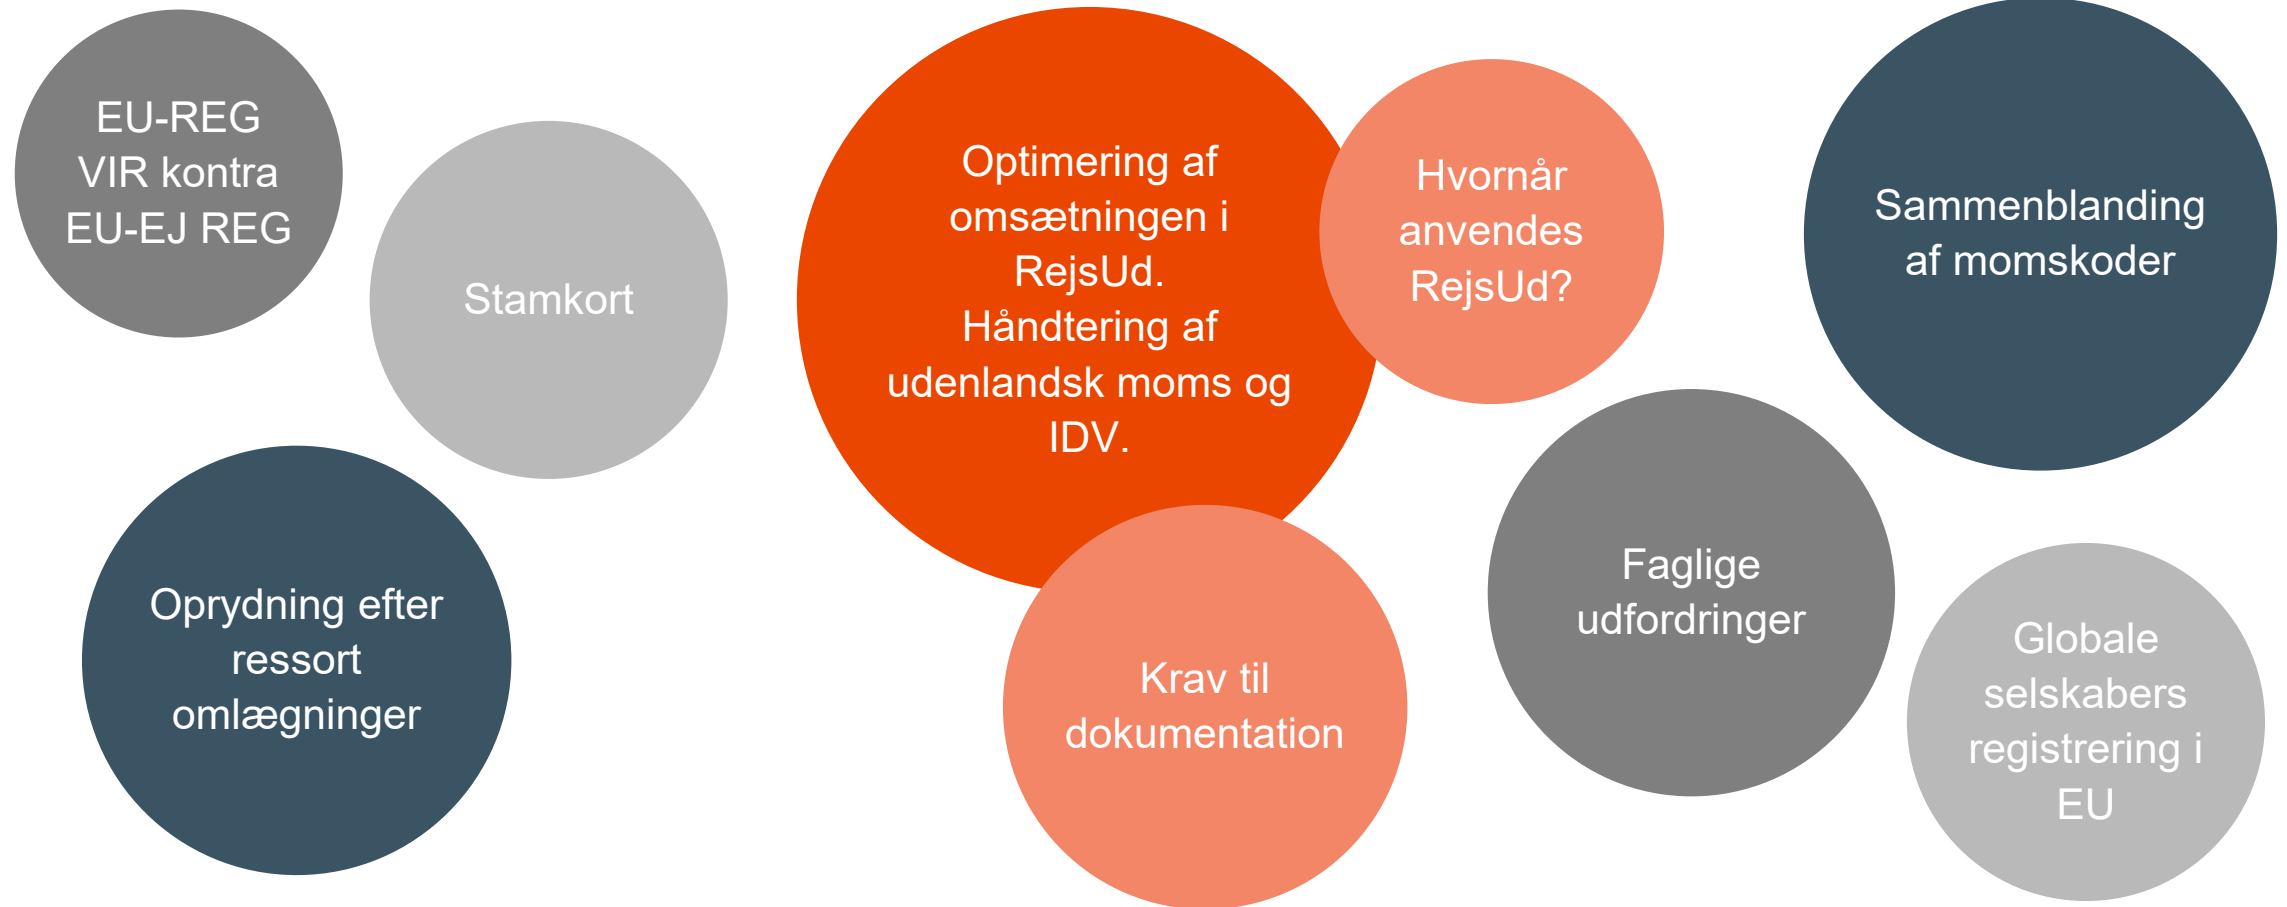 EU-REG
VIR kontra
EU-EJ REG
Stamkort
Optimering af
omsætningen i
RejsUd.
Håndtering af
udenlandsk moms og
IDV.
Hvornår
anvendes
RejsUd?
Sammenblanding
af momskoder
Oprydning efter
ressort
omlægninger
Krav til
dokumentation
Faglige
udfordringer
Globale
selskabers
registrering i
EU